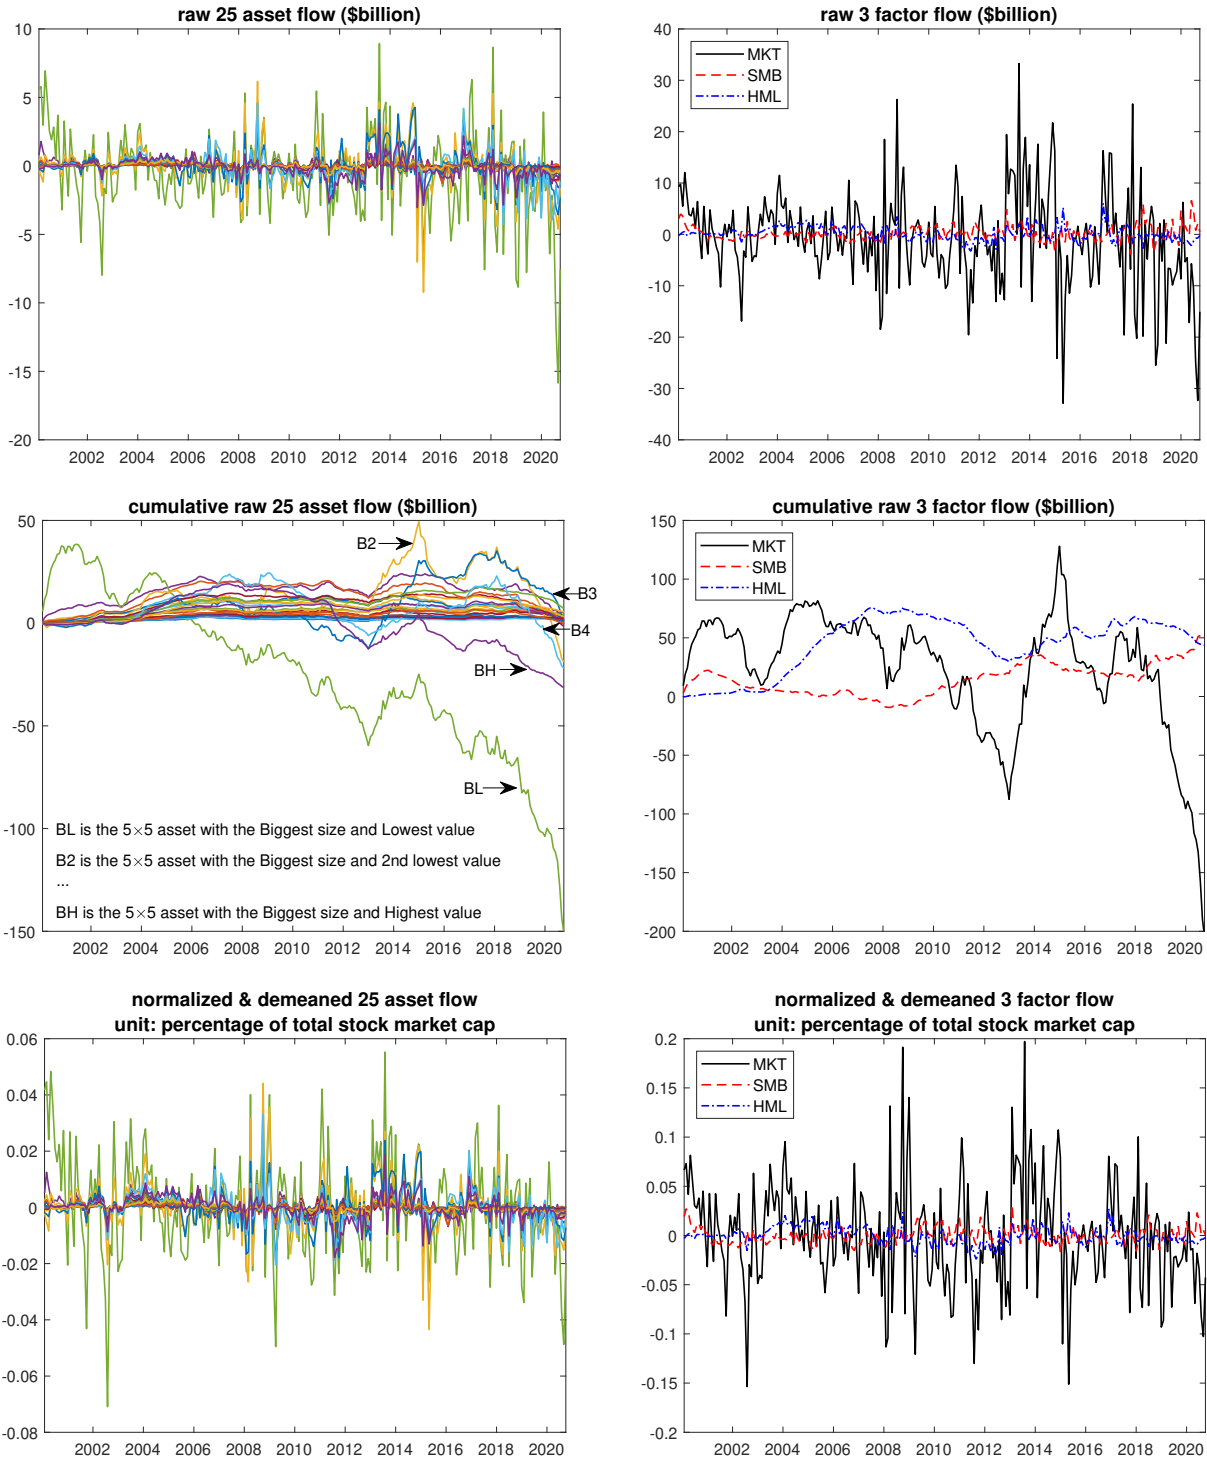 raw 25 asset flow ($billion)
10
5
0
-5
-10
-15
-20
2002 2004 2006 2008 2010 2012 2014 2016 2018 2020
raw 3 factor flow ($billion)
40
30
20
10
0
-10
-20
-30
-40
MKT
SMB
HML
2002 2004 2006 2008 2010 2012 2014 2016 2018 2020
cumulative raw 25 asset flow ($billion)
50
0
-50
-100
-150
B2
B3
B4
BH
BL
BL is the 5×5 asset with the Biggest size and Lowest value
B2 is the 5×5 asset with the Biggest size and 2nd lowest value
...
BH is the 5×5 asset with the Biggest size and Highest value
2002 2004 2006 2008 2010 2012 2014 2016 2018 2020
cumulative raw 3 factor flow ($billion)
150
100
50
0
-50
-100
-150
-200
MKT
SMB
HML
2002 2004 2006 2008 2010 2012 2014 2016 2018 2020
normalized & demeaned 25 asset flow
unit: percentage of total stock market cap
0.06
0.04
0.02
0
-0.02
-0.04
-0.06
-0.08
2002 2004 2006 2008 2010 2012 2014 2016 2018 2020
normalized & demeaned 3 factor flow
unit: percentage of total stock market cap
0.2
0.15
0.1
0.05
0
-0.05
-0.1
-0.15
-0.2
MKT
SMB
HML
2002 2004 2006 2008 2010 2012 2014 2016 2018 2020